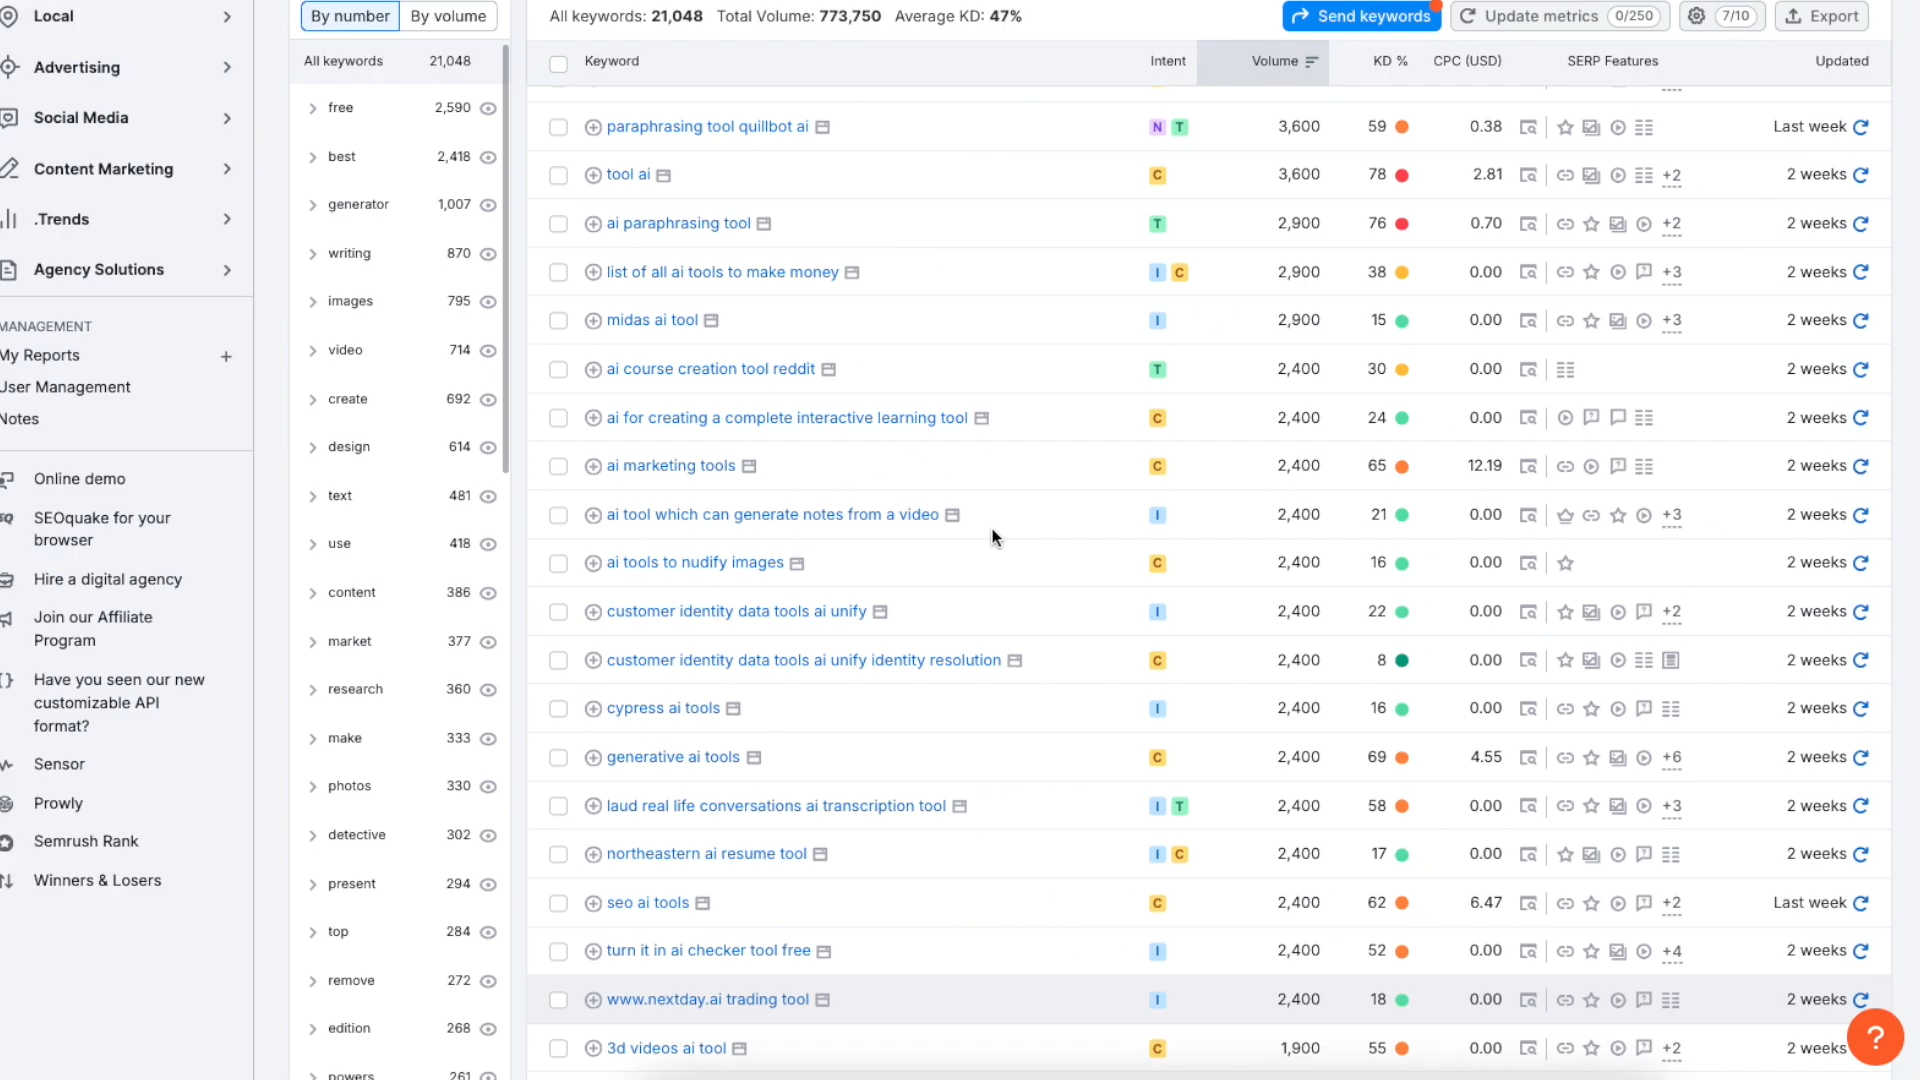 Local
Advertising
Social Media
Content Marketing
.Trends
Agency Solutions
MANAGEMENT
My Reports +
User Management
Notes
Online demo
SEOquake for your
browser
Hire a digital agency
Join our Affiliate
Program
Have you seen our new
customizable API
format?
Sensor
Prowly
Semrush Rank
Winners & Losers
By number By volume
All keywords 21,048
free 2,590
best 2,418
generator 1,007
writing 870
images 795
video 714
create 692
design 614
text 481
use 418
content 386
market 377
research 360
make 333
photos 330
detective 302
present 294
top 284
remove 272
edition 268
powers 261
All keywords: 21,048 Total Volume: 773,750 Average KD: 47%
Send keywords Update metrics 0/250 7/10 Export
Keyword Intent Volume KD % CPC (USD) SERP Features Updated
paraphrasing tool quillbot ai N T 3,600 59 0.38 Last week
tool ai C 3,600 78 2.81 +2 2 weeks
ai paraphrasing tool T 2,900 76 0.70 +2 2 weeks
list of all ai tools to make money I C 2,900 38 0.00 +3 2 weeks
midas ai tool I 2,900 15 0.00 +3 2 weeks
ai course creation tool reddit T 2,400 30 0.00 2 weeks
ai for creating a complete interactive learning tool C 2,400 24 0.00 2 weeks
ai marketing tools C 2,400 65 12.19 2 weeks
ai tool which can generate notes from a video I 2,400 21 0.00 +3 2 weeks
ai tools to nudify images C 2,400 16 0.00 2 weeks
customer identity data tools ai unify I 2,400 22 0.00 +2 2 weeks
customer identity data tools ai unify identity resolution C 2,400 8 0.00 2 weeks
cypress ai tools I 2,400 16 0.00 2 weeks
generative ai tools C 2,400 69 4.55 +6 2 weeks
laud real life conversations ai transcription tool I T 2,400 58 0.00 +3 2 weeks
northeastern ai resume tool I C 2,400 17 0.00 2 weeks
seo ai tools C 2,400 62 6.47 +2 Last week
turn it in ai checker tool free I 2,400 52 0.00 +4 2 weeks
www.nextday.ai trading tool I 2,400 18 0.00 2 weeks
3d videos ai tool C 1,900 55 0.00 +2 2 weeks
?